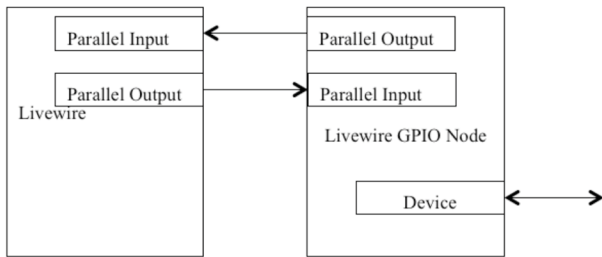 Parallel Input
Parallel Output
Parallel Output
Parallel Input
Livewire
Livewire GPIO Node
Device